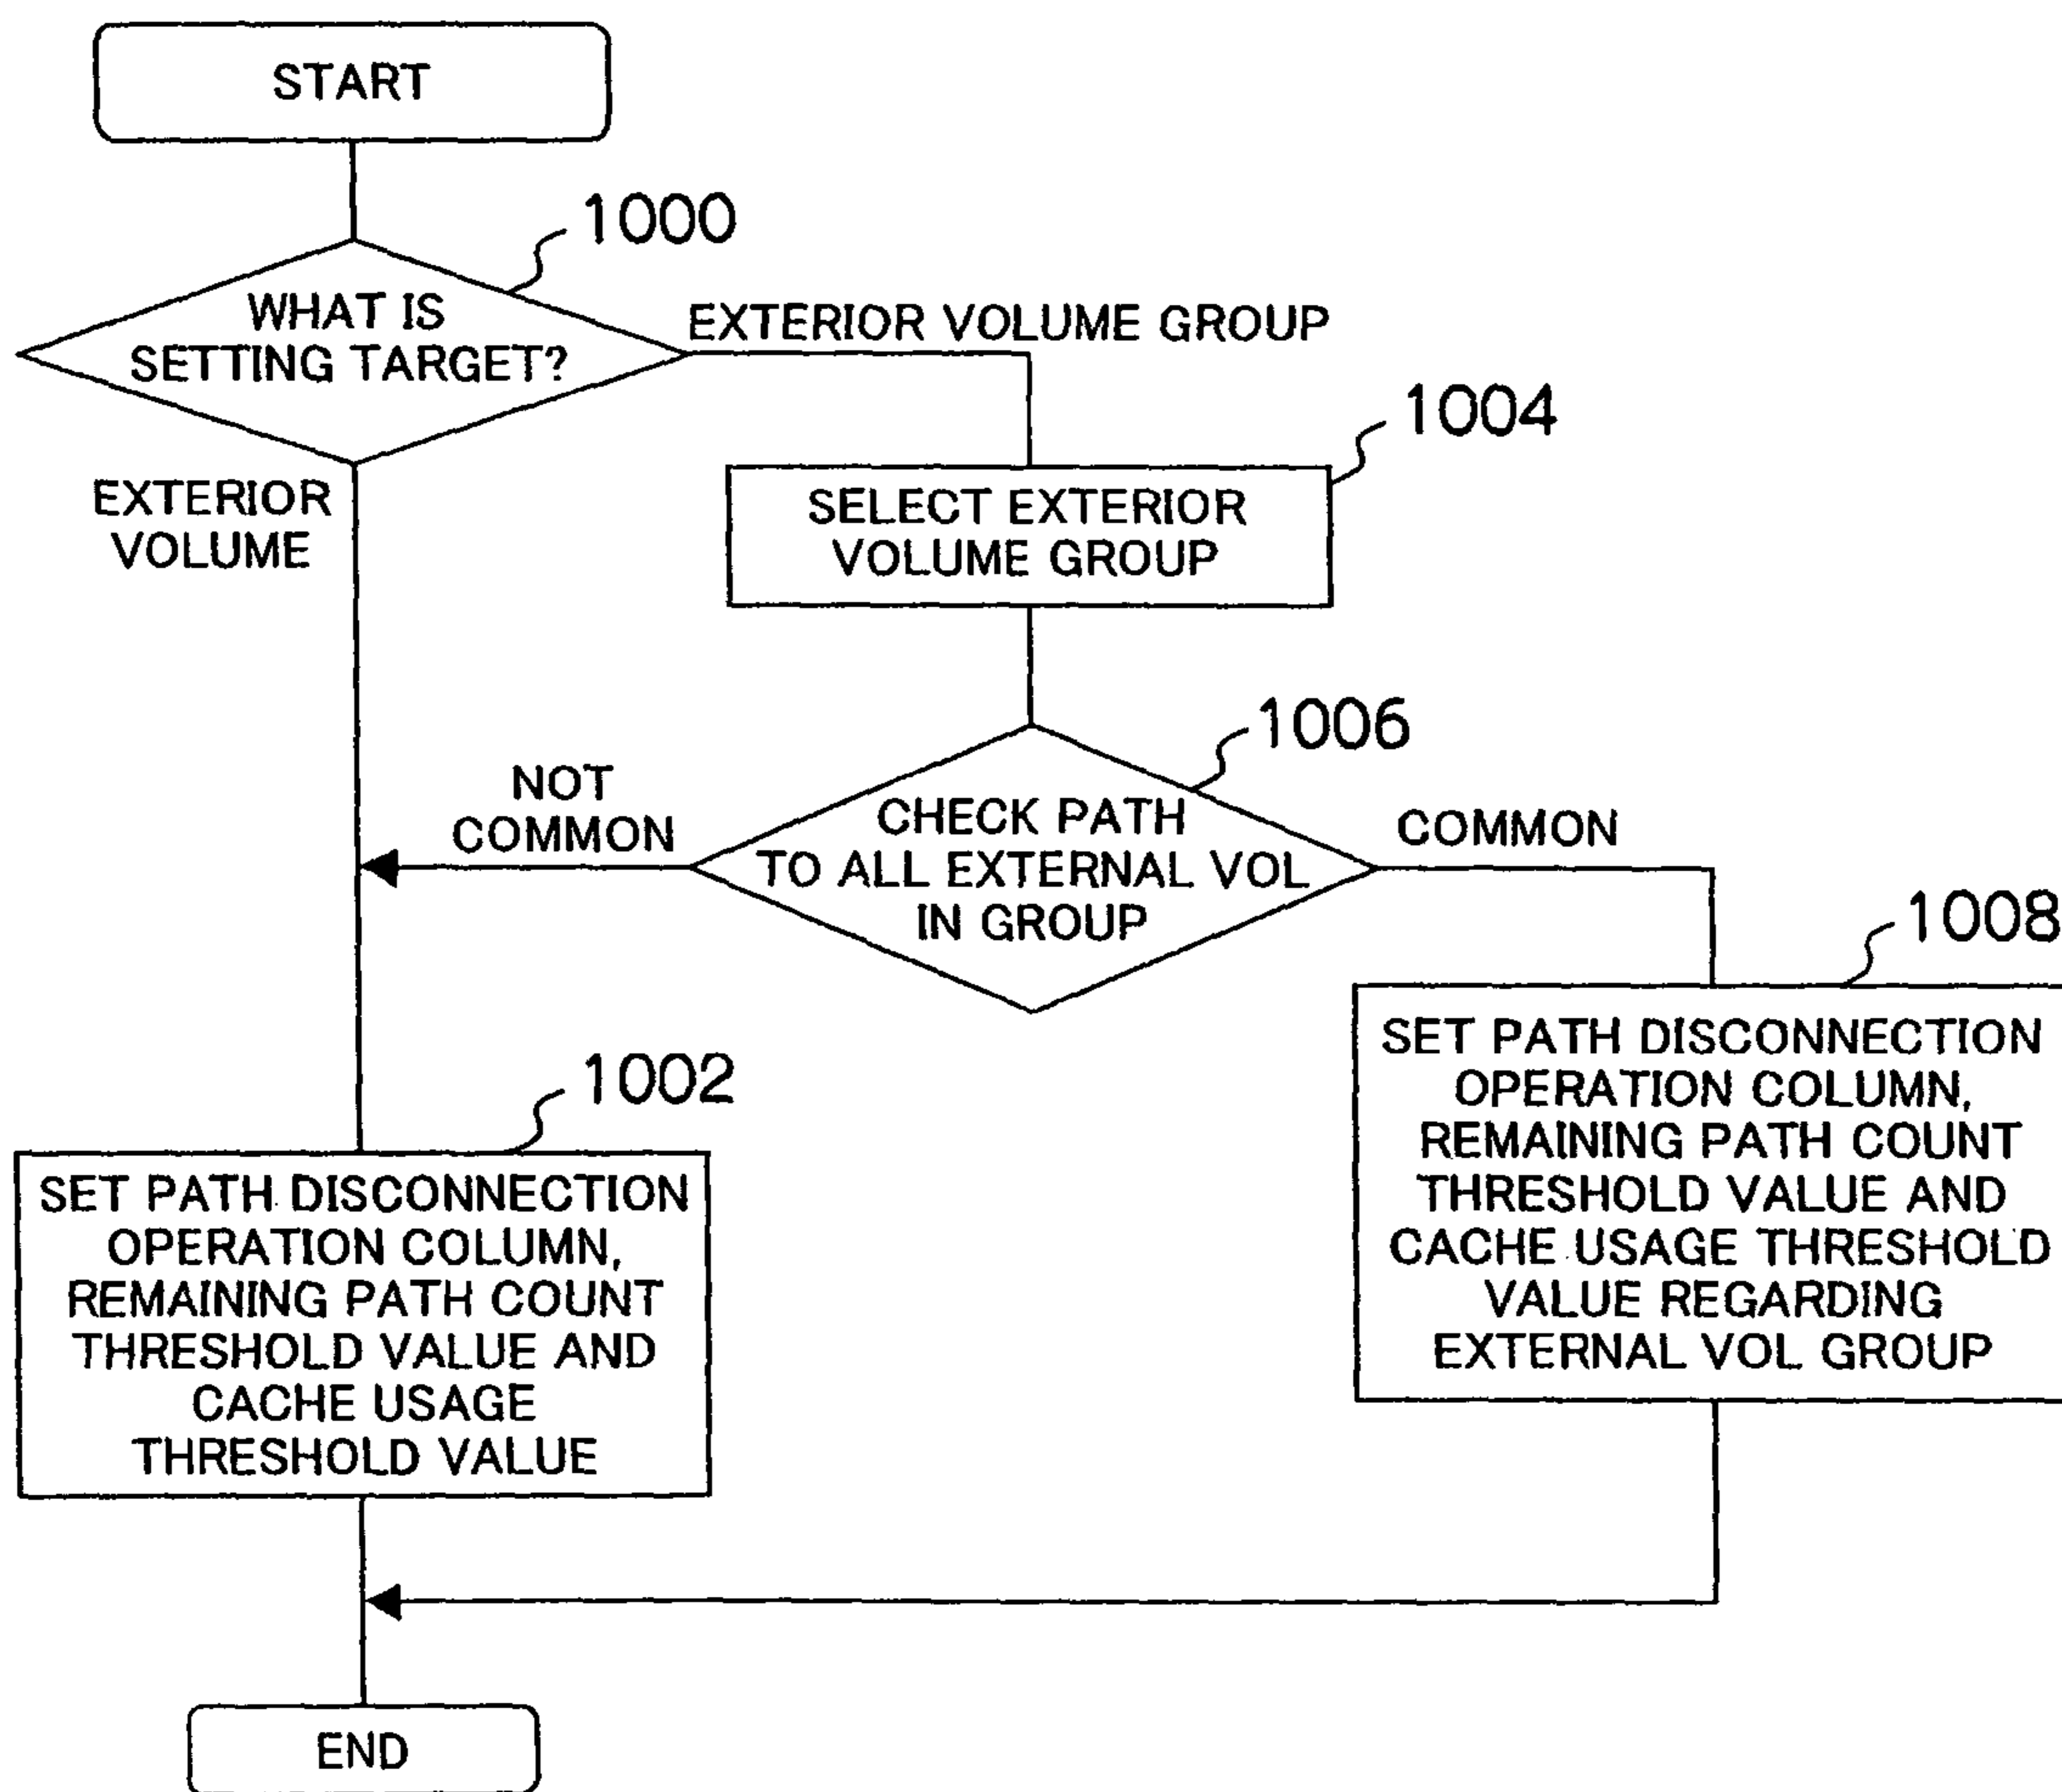 START
1000
WHAT IS
SETTING TARGET?
EXTERIOR VOLUME GROUP
EXTERIOR
VOLUME
1004
SELECT EXTERIOR
VOLUME GROUP
1006
CHECK PATH
TO ALL EXTERNAL VOL
IN GROUP
NOT
COMMON
COMMON
1008
SET PATH DISCONNECTION
OPERATION COLUMN,
REMAINING PATH COUNT
THRESHOLD VALUE AND
CACHE USAGE THRESHOLD
VALUE REGARDING
EXTERNAL VOL GROUP
1002
SET PATH DISCONNECTION
OPERATION COLUMN,
REMAINING PATH COUNT
THRESHOLD VALUE AND
CACHE USAGE
THRESHOLD VALUE
END